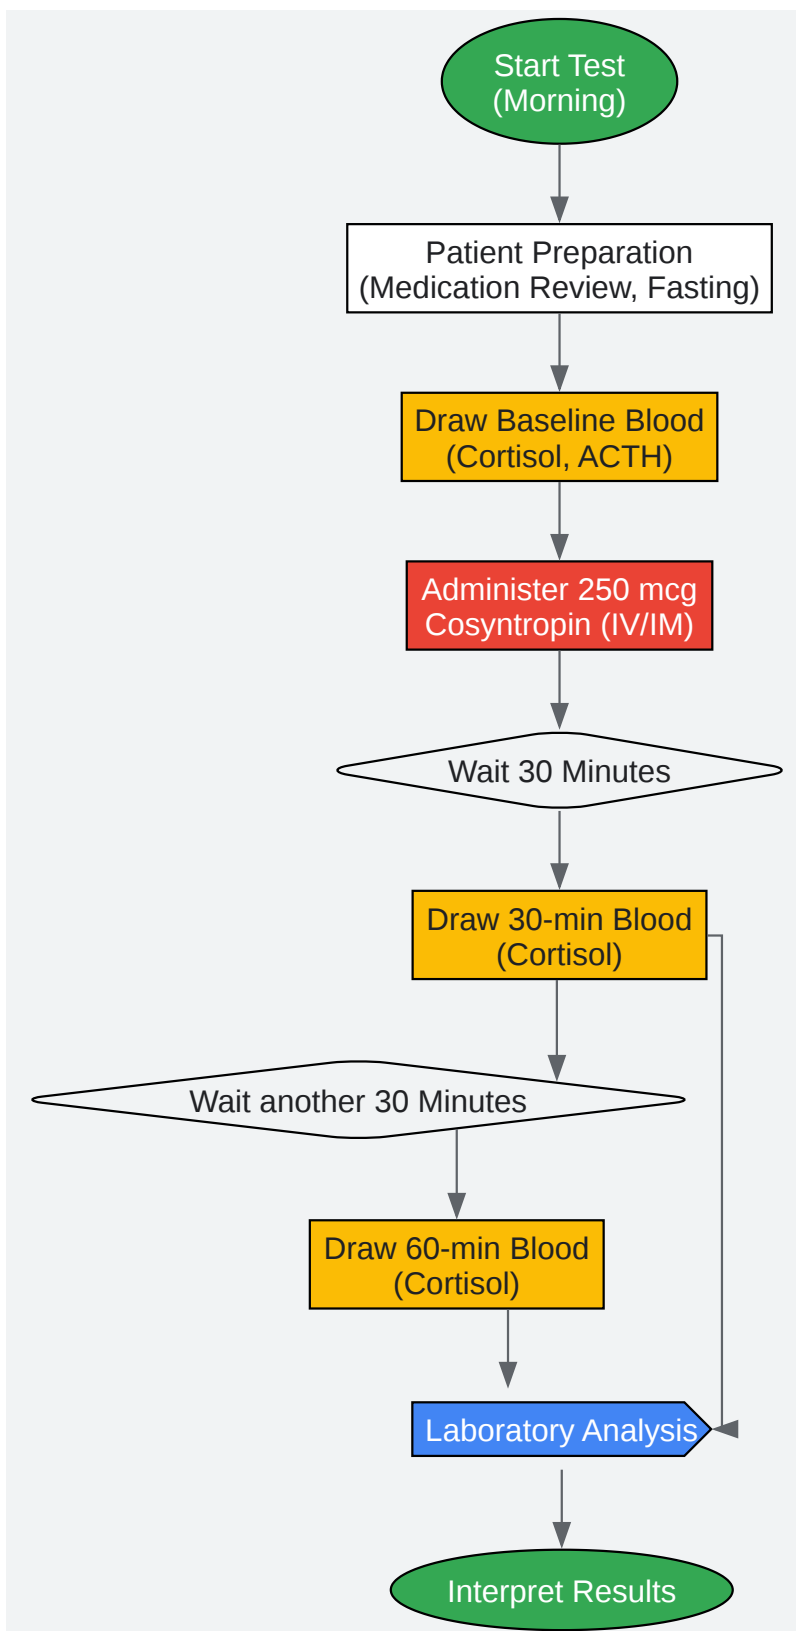 Start Test
(Morning)
Patient Preparation
(Medication Review, Fasting)
Draw Baseline Blood
(Cortisol, ACTH)
Administer 250 mcg
Cosyntropin (IV/IM)
Wait 30 Minutes
Draw 30-min Blood
(Cortisol)
Wait another 30 Minutes
Draw 60-min Blood
(Cortisol)
Laboratory Analysis
Interpret Results